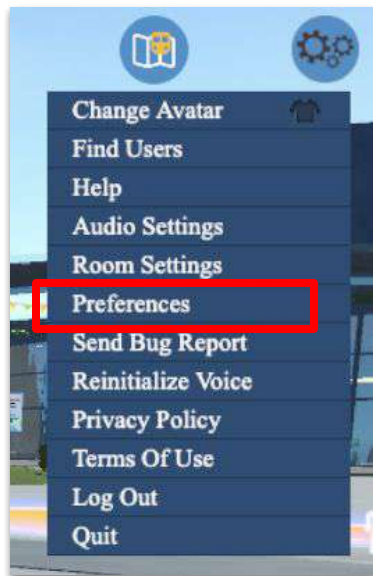 Change Avatar
Find Users
Help
Audio Settings
Room Settings
Preferences
Send Bug Report
Reinitialize Voice
Privacy Policy
Terms Of Use
Log Out
Quit